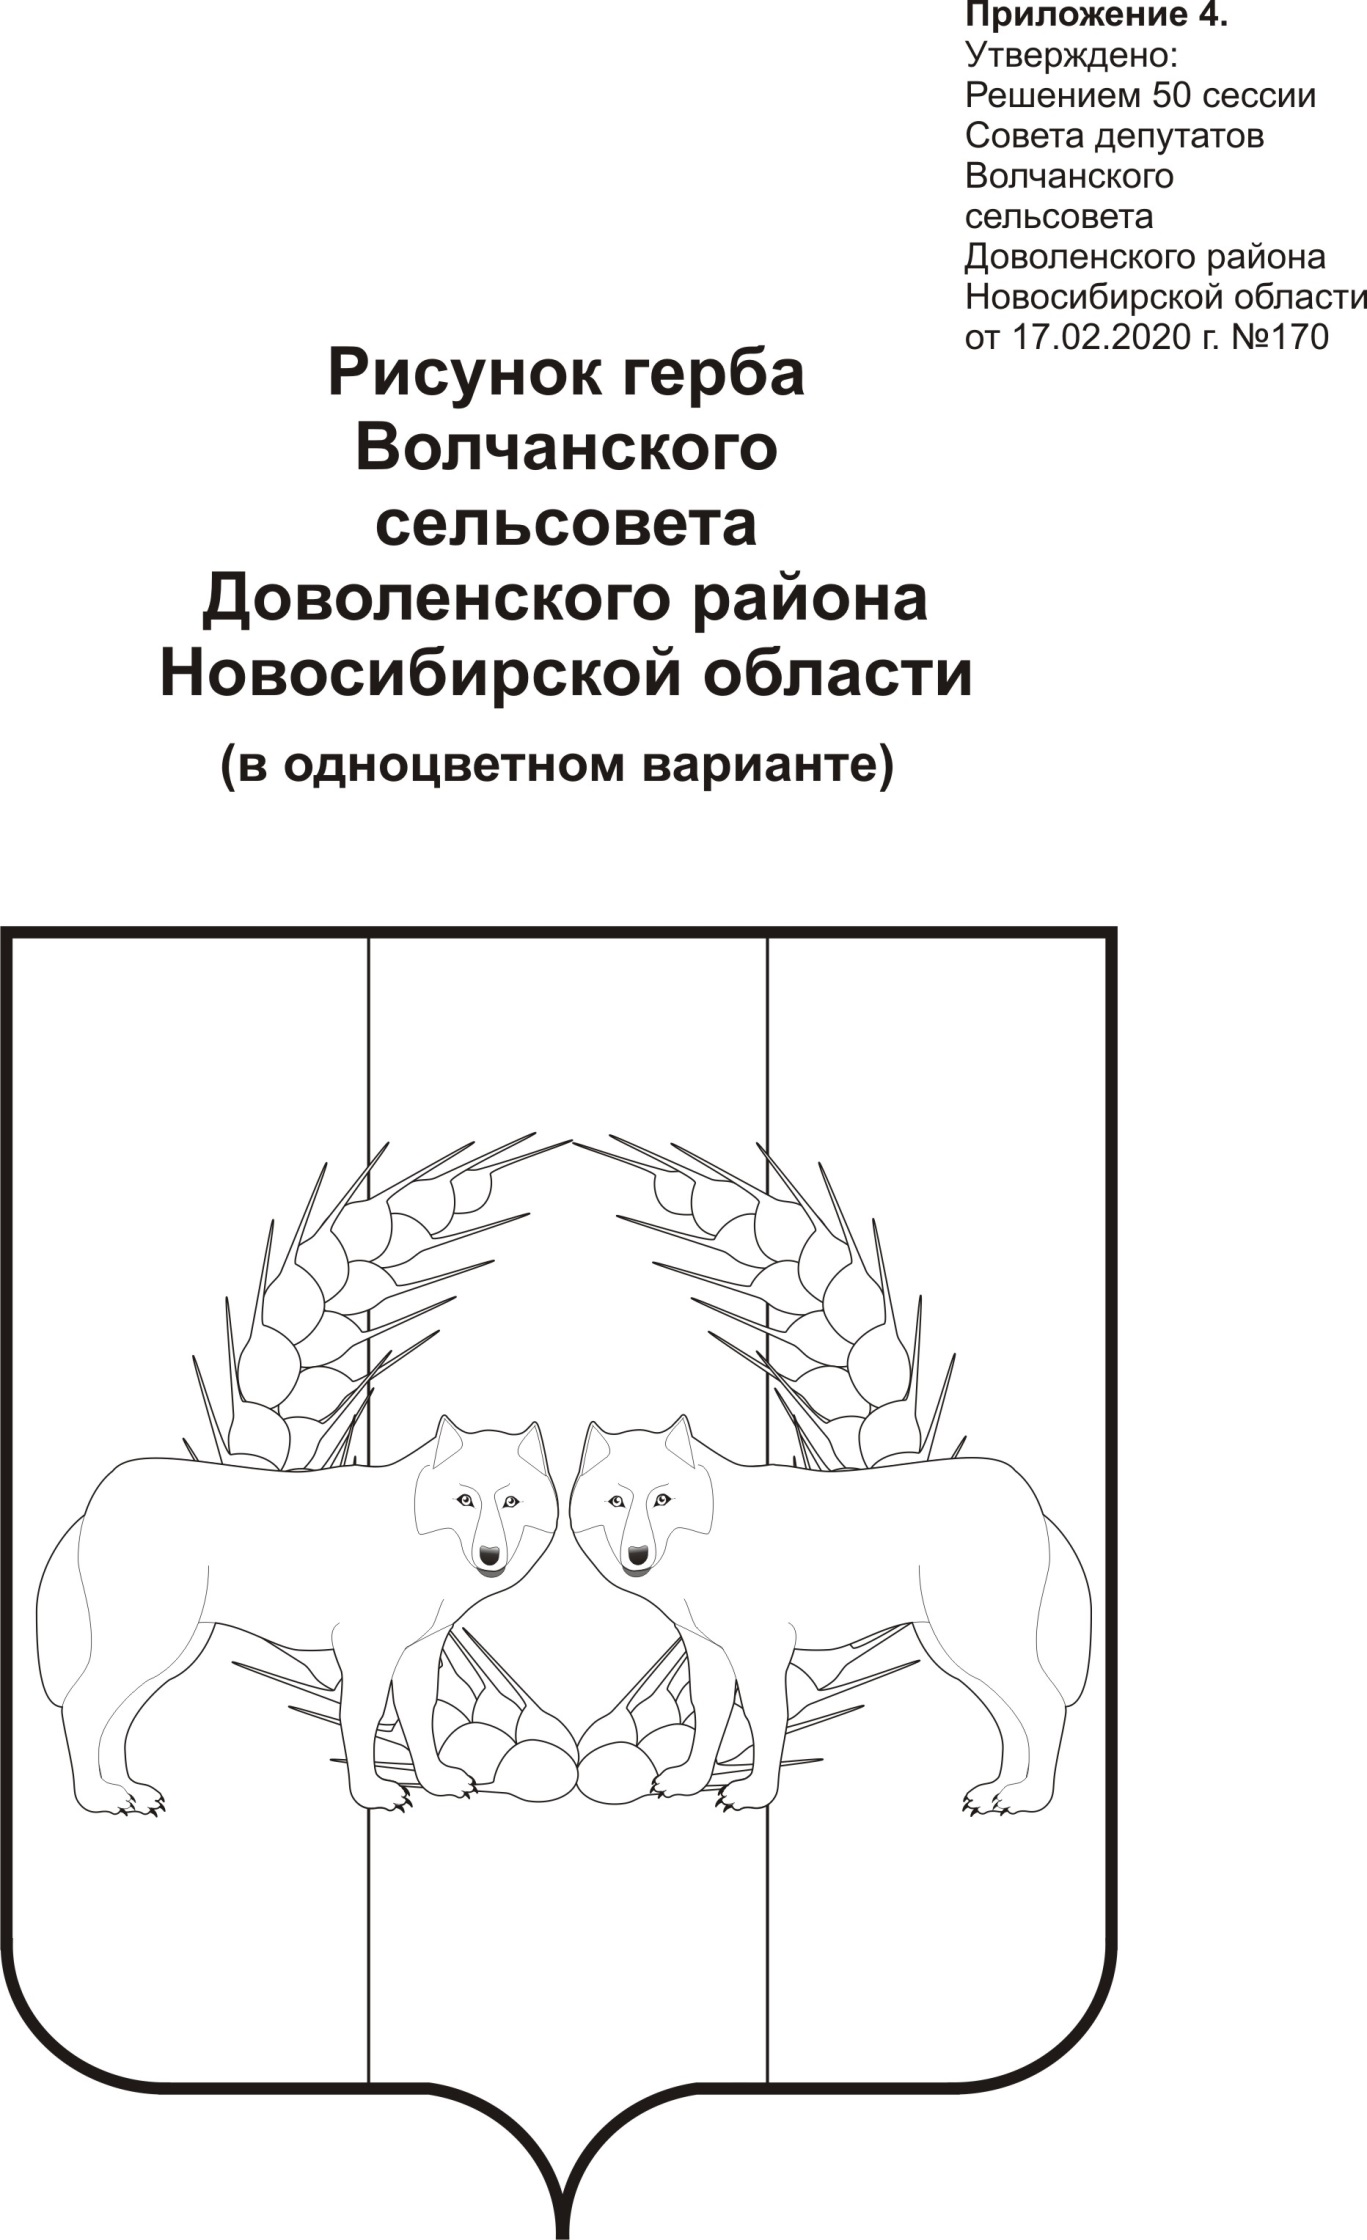 Приложение 4.
Утверждено:
Решением 50 сессии
Совета депутатов
Волчанского
сельсовета
Доволенского района
Новосибирской области
от 17.02.2020 г. №170
Рисунок герба
Волчанского
сельсовета
Доволенского района
Новосибирской области
(в одноцветном варианте)